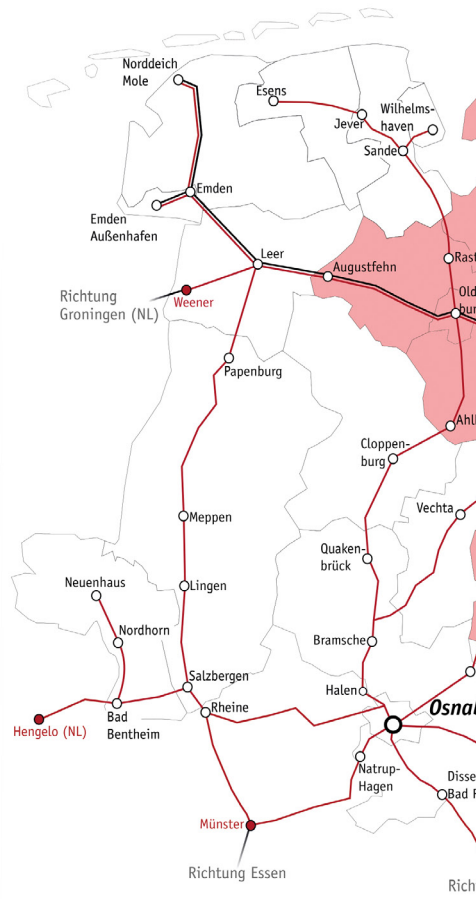 Norddeich
Mole
Esens
Jever
Wilhelms-
haven
Sande
Emden
Emden
Außenhafen
Leer
Augustfehn
Rast
Old
bur
Richtung
Groningen (NL)
Weener
Papenburg
Ahl
Cloppen-
burg
Meppen
Vechta
Quaken-
brück
Lingen
Neuenhaus
Nordhorn
Bramsche
Salzbergen
Halen
Rheine
Osna
Bad
Bentheim
Hengelo (NL)
Natrup-
Hagen
Disse
Bad
Münster
Richtung Essen
Rich